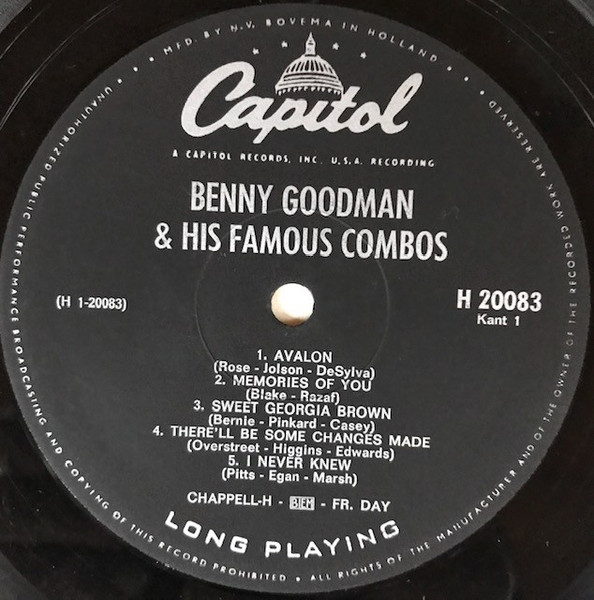 MFD. BY N.V. BOVEMA IN HOLLAND
Capitol
A CAPITOL RECORDS, INC. U.S.A. RECORDING
BENNY GOODMAN
& HIS FAMOUS COMBOS
(H 1-20083)
H 20083
Kant 1
1. AVALON
(Rose - Jolson - DeSylva)
2. MEMORIES OF YOU
(Blake - Razaf)
3. SWEET GEORGIA BROWN
(Bernie - Pinkard - Casey)
4. THERE'LL BE SOME CHANGES MADE
(Overstreet - Higgins - Edwards)
5. I NEVER KNEW
(Pitts - Egan - Marsh)
CHAPPELL-H - BIEM - FR. DAY
LONG PLAYING
UNAUTHORIZED PUBLIC PERFORMANCE BROADCASTING AND COPYING OF THIS RECORD PROHIBITED • ALL RIGHTS OF THE MANUFACTURER AND OF THE OWNER OF THE RECORDED WORK ARE RESERVED